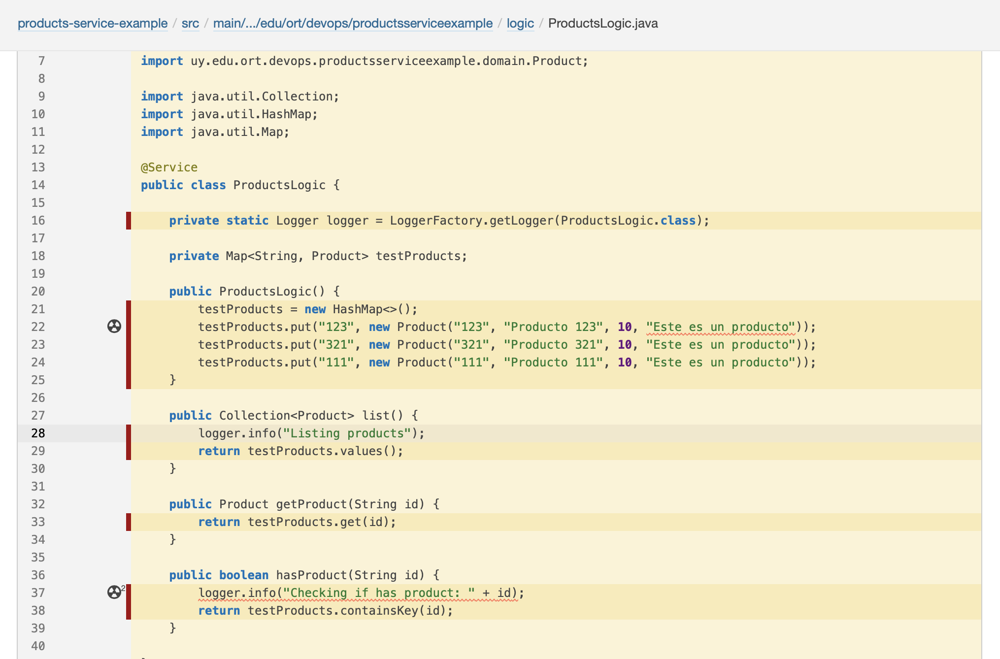 products-service-example / src / main/.../edu/ort/devops/productsserviceexample / logic / ProductsLogic.java
7 import uy.edu.ort.devops.productsserviceexample.domain.Product;
8
9 import java.util.Collection;
10 import java.util.HashMap;
11 import java.util.Map;
12
13 @Service
14 public class ProductsLogic {
15
16 private static Logger logger = LoggerFactory.getLogger(ProductsLogic.class);
17
18 private Map<String, Product> testProducts;
19
20 public ProductsLogic() {
21 testProducts = new HashMap<>();
22 testProducts.put("123", new Product("123", "Producto 123", 10, "Este es un producto"));
23 testProducts.put("321", new Product("321", "Producto 321", 10, "Este es un producto"));
24 testProducts.put("111", new Product("111", "Producto 111", 10, "Este es un producto"));
25 }
26
27 public Collection<Product> list() {
28 logger.info("Listing products");
29 return testProducts.values();
30 }
31
32 public Product getProduct(String id) {
33 return testProducts.get(id);
34 }
35
36 public boolean hasProduct(String id) {
37 2 logger.info("Checking if has product: " + id);
38 return testProducts.containsKey(id);
39 }
40